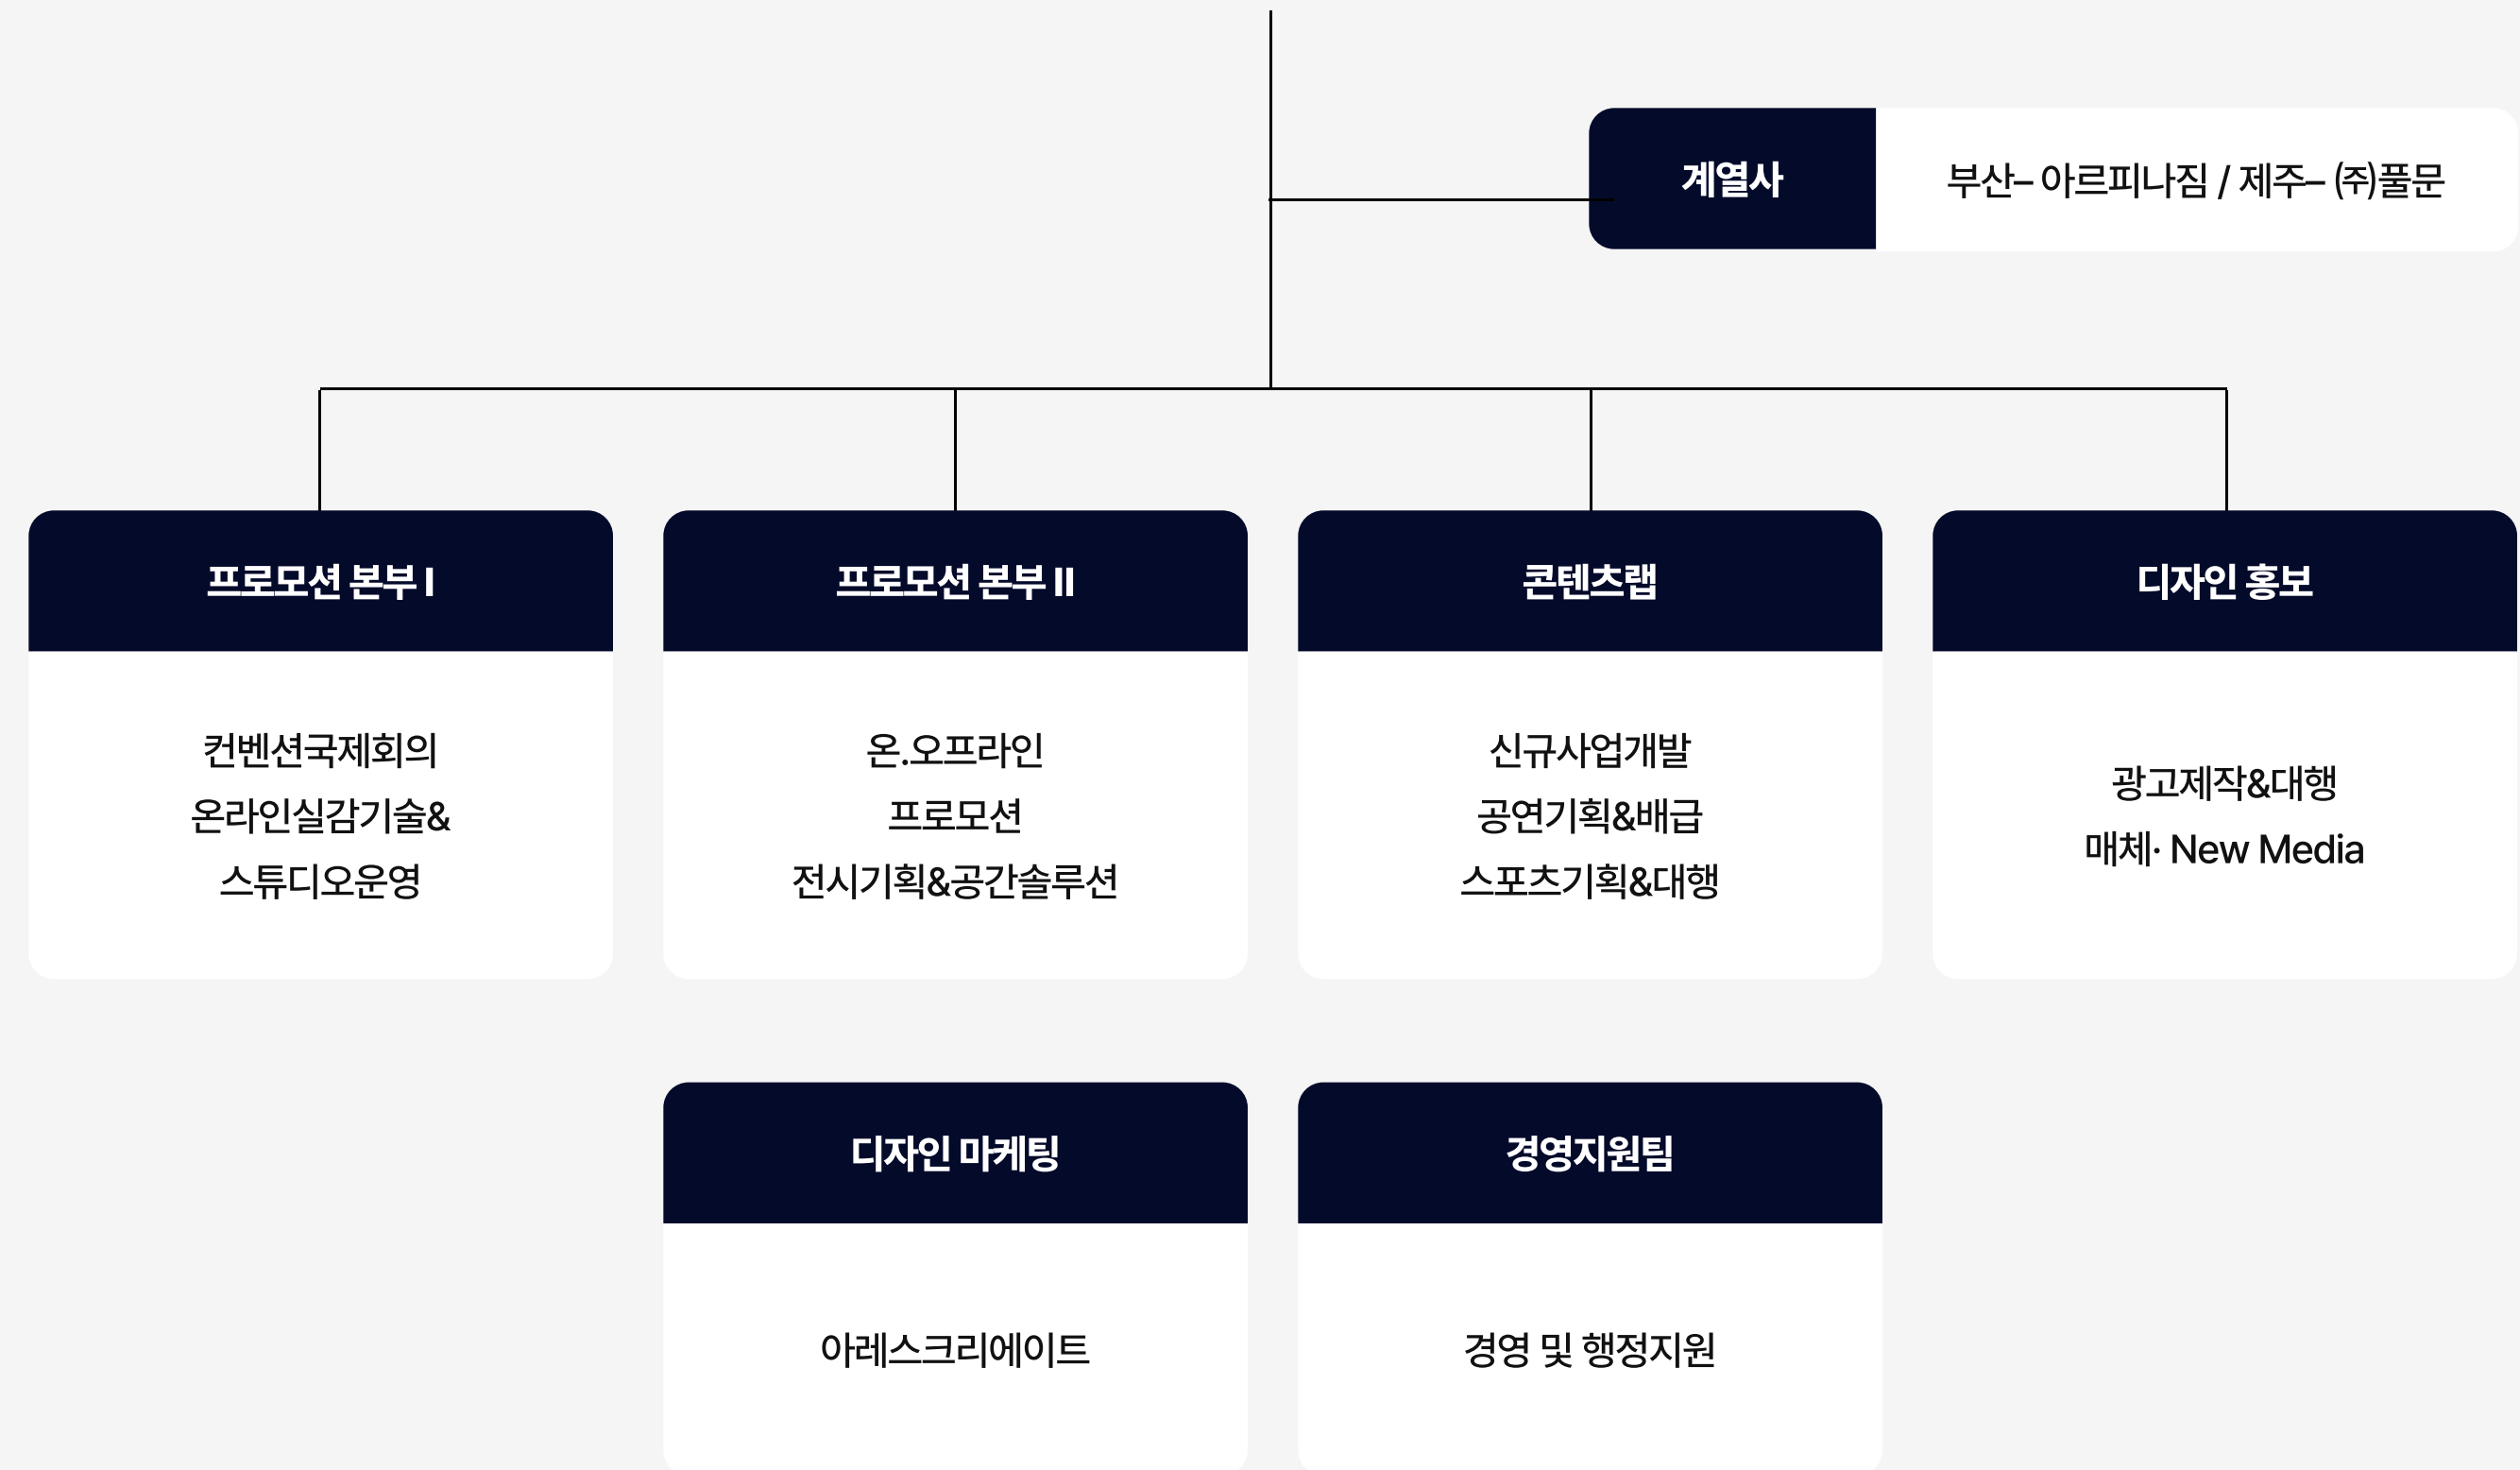 계열사
부산– 아르피나짐 / 제주– ㈜풀문
프로모션 본부 I
컨벤션국제회의
온라인실감기술&
스튜디오운영
프로모션 본부 II
온.오프라인
프로모션
전시기획&공간솔루션
콘텐츠랩
신규사업개발
공연기획&배급
스포츠기획&대행
디자인 홍보
광고제작&대행
매체· New Media
디자인 마케팅
아레스크리에이트
경영지원팀
경영 및 행정지원